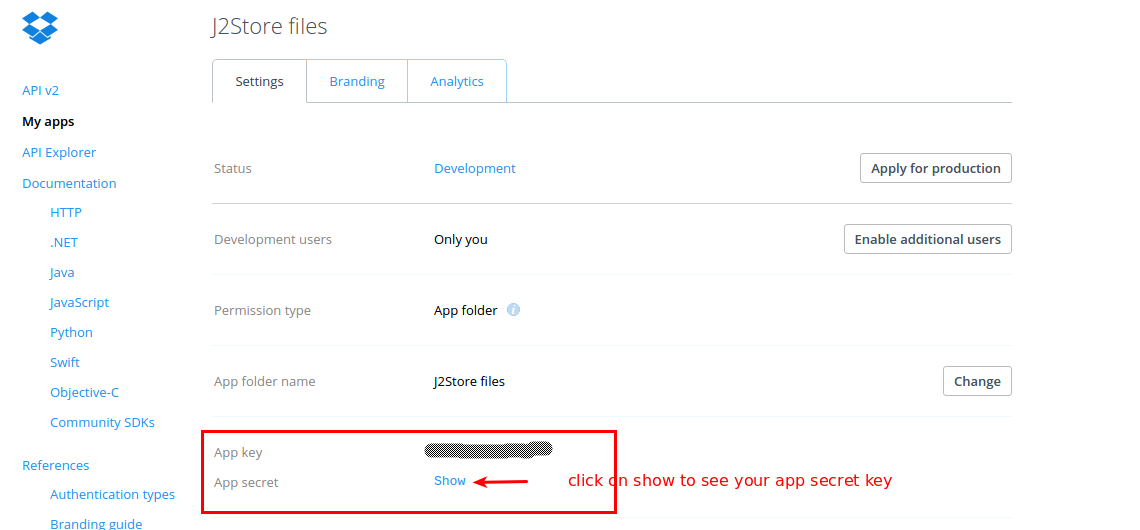 J2Store files
Settings
Branding
Analytics
API v2
My apps
API Explorer
Documentation
HTTP
.NET
Java
JavaScript
Python
Swift
Objective-C
Community SDKs
References
Authentication types
Branding guide
Status Development Apply for production
Development users Only you Enable additional users
Permission type App folder i
App folder name J2Store files Change
App key
App secret Show click on show to see your app secret key